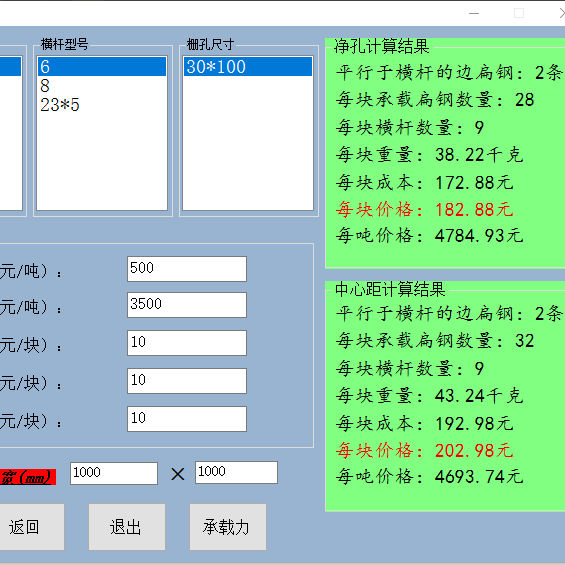 横杆型号
6
8
23*5
栅孔尺寸
30*100
元/吨）：
500
元/吨）：
3500
元/块）：
10
元/块）：
10
元/块）：
10
宽(mm)
1000
×
1000
返回
退出
承载力
净孔计算结果
平行于横杆的边扁钢：2条
每块承载扁钢数量：28
每块横杆数量：9
每块重量：38.22千克
每块成本：172.88元
每块价格：182.88元
每吨价格：4784.93元
中心距计算结果
平行于横杆的边扁钢：2条
每块承载扁钢数量：32
每块横杆数量：9
每块重量：43.24千克
每块成本：192.98元
每块价格：202.98元
每吨价格：4693.74元